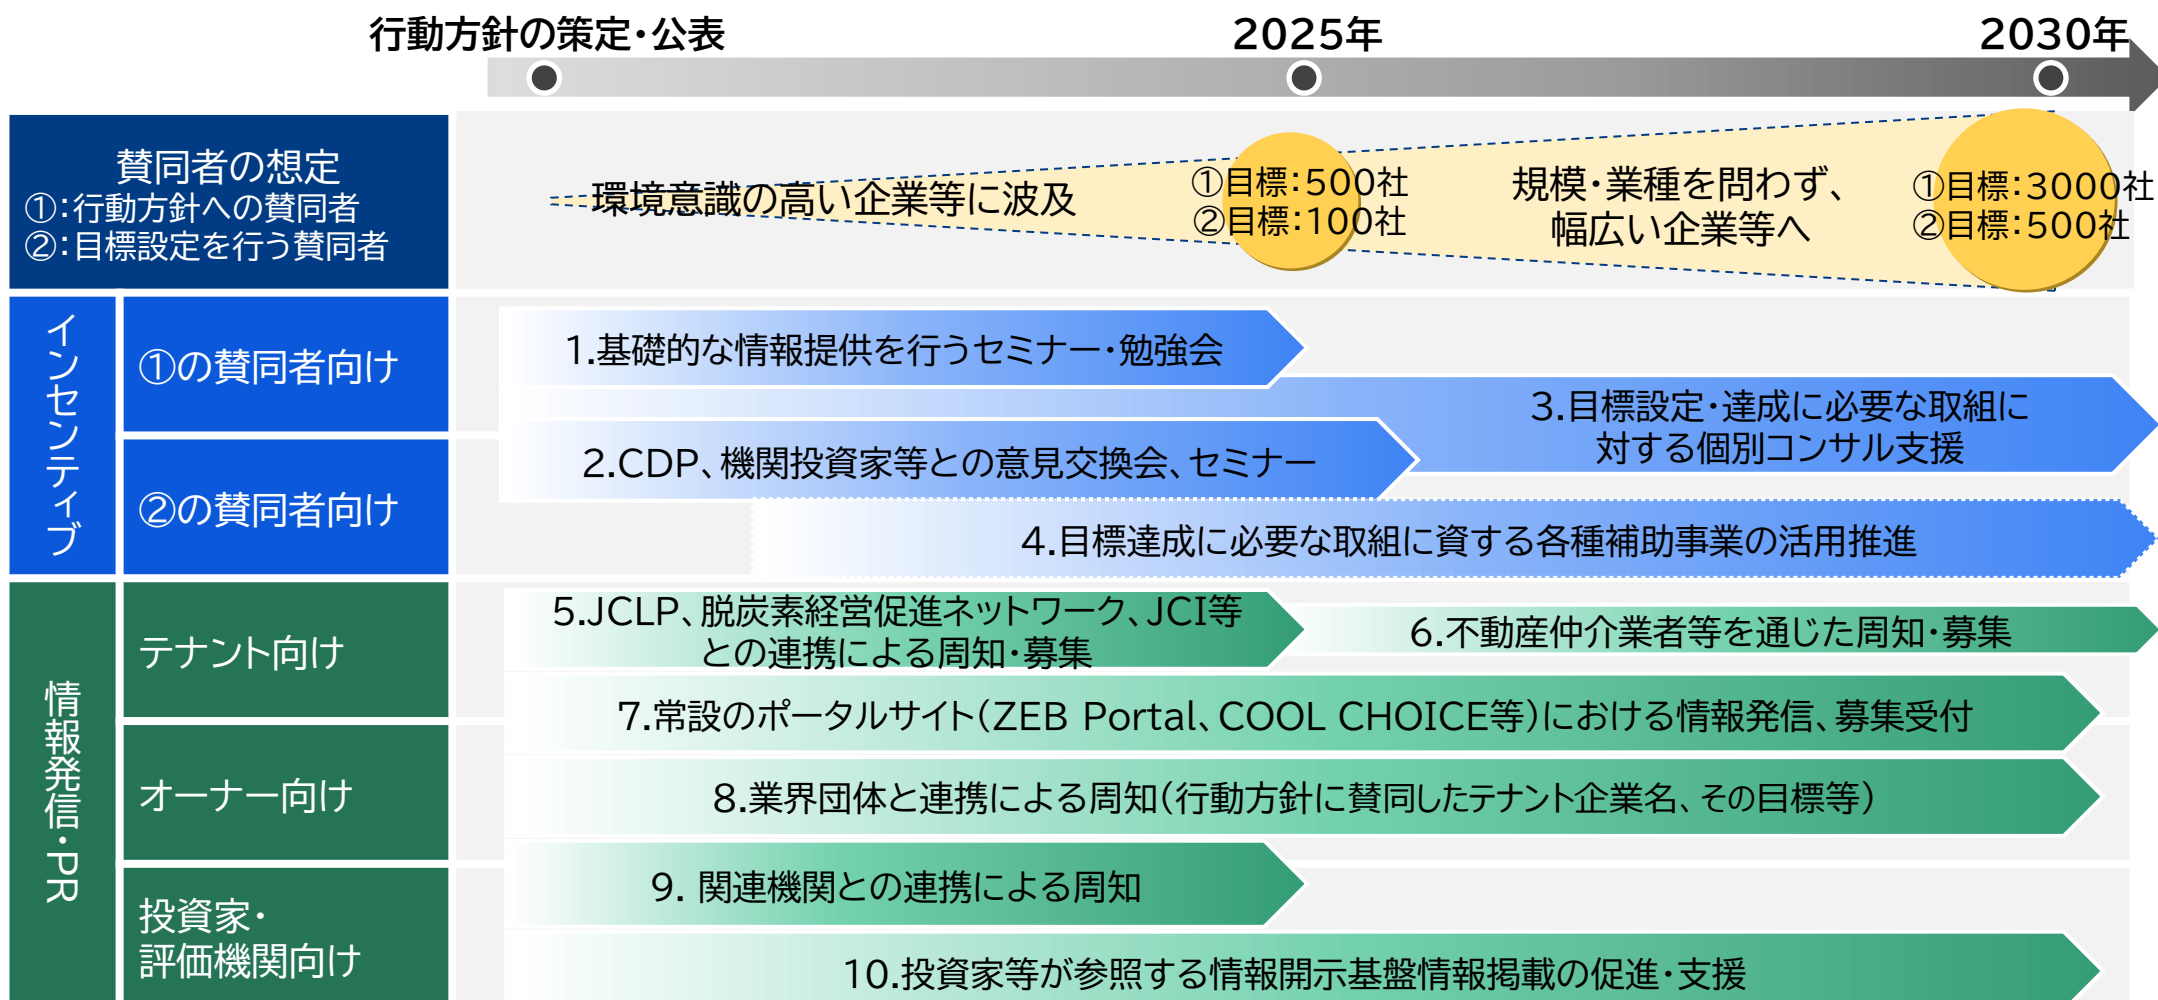 行動方針の策定・公表
2025年
2030年
賛同者の想定
①：行動方針への賛同者
②：目標設定を行う賛同者
環境意識の高い企業等に波及
①目標：500社
②目標：100社
規模・業種を問わず、
幅広い企業等へ
①目標：3000社
②目標：500社
インセンティブ
①の賛同者向け
1.基礎的な情報提供を行うセミナー・勉強会
3.目標設定・達成に必要な取組に
対する個別コンサル支援
2.CDP、機関投資家等との意見交換会、セミナー
②の賛同者向け
4.目標達成に必要な取組に資する各種補助事業の活用推進
情報発信・PR
テナント向け
5.JCLP、脱炭素経営促進ネットワーク、JCI等
との連携による周知・募集
6.不動産仲介業者等を通じた周知・募集
7.常設のポータルサイト（ZEB Portal、COOL CHOICE等）における情報発信、募集受付
オーナー向け
8.業界団体と連携による周知（行動方針に賛同したテナント企業名、その目標等）
9. 関連機関との連携による周知
投資家・
評価機関向け
10.投資家等が参照する情報開示基盤情報掲載の促進・支援